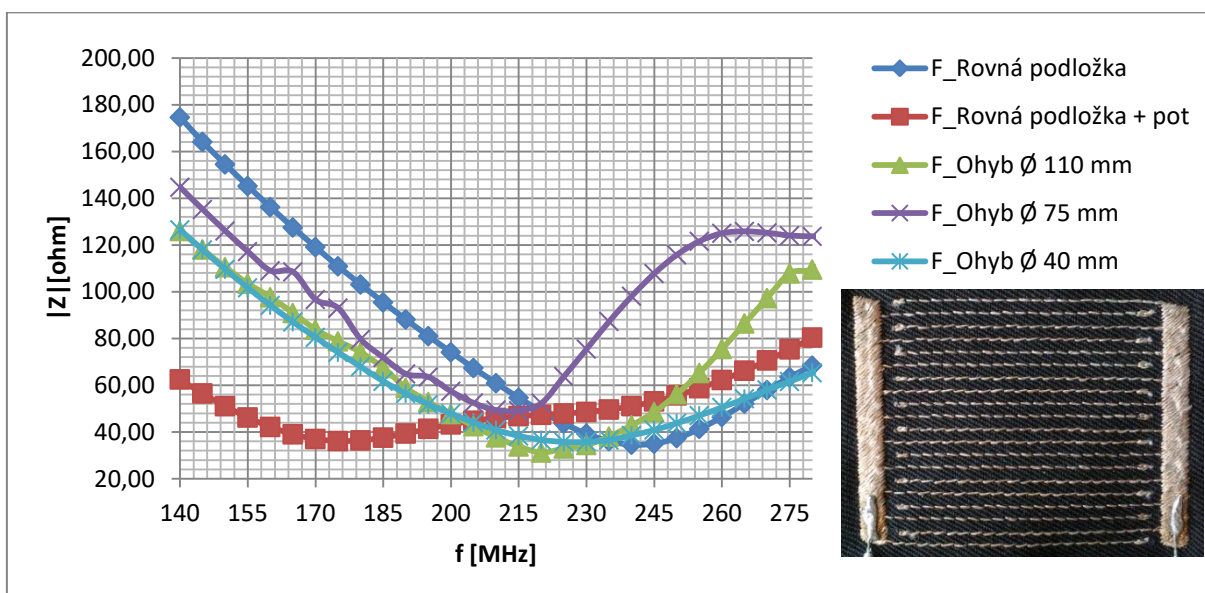 200,00
180,00
160,00
140,00
120,00
100,00
80,00
60,00
40,00
20,00
|Z| [ohm]
140 155 170 185 200 215 230 245 260 275
f [MHz]
F_Rovná podložka
F_Rovná podložka + pot
F_Ohyb Ø 110 mm
F_Ohyb Ø 75 mm
F_Ohyb Ø 40 mm